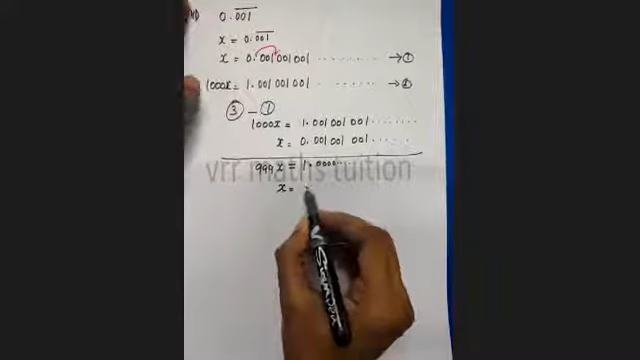 0.001
x = 0.001
x = 0.001001001 .......... → ①
1000x = 1.001001001 .......... → ②
③ - ①
1000x = 1.001001001........
x = 0.001001001......
999x = 1.0000....
vrr maths tuition
x =